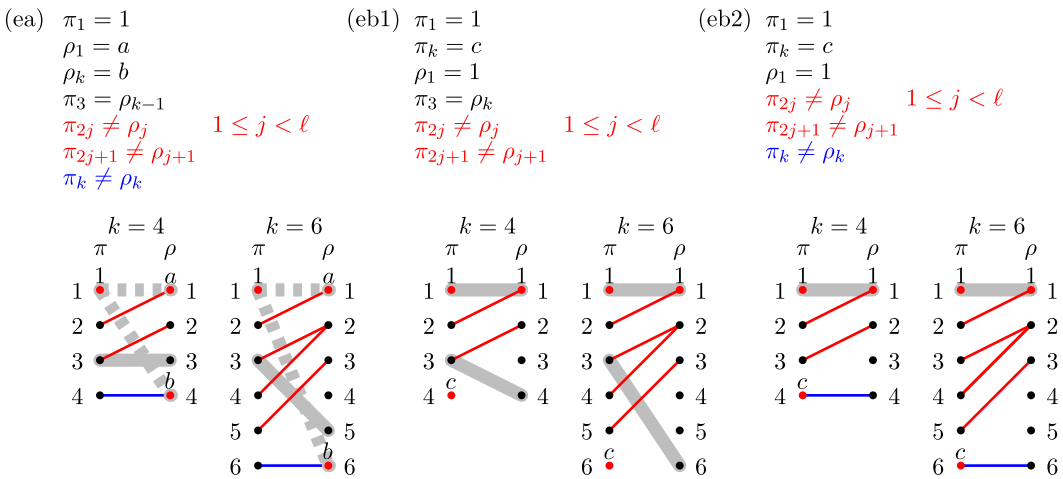 (ea) π₁ = 1
ρ₁ = a
ρₖ = b
π₃ = ρₖ₋₁
π₂ⱼ ≠ ρⱼ 1 ≤ j < ℓ
π₂ⱼ₊₁ ≠ ρⱼ₊₁
πₖ ≠ ρₖ
k = 4 k = 6
π ρ π ρ
1 a 1 a
1 1 1 1
2 2 2 2
3 3 3 3
b
4 4 4 4
5 5
b
6 6
(eb1) π₁ = 1
πₖ = c
ρ₁ = 1
π₃ = ρₖ
π₂ⱼ ≠ ρⱼ 1 ≤ j < ℓ
π₂ⱼ₊₁ ≠ ρⱼ₊₁
k = 4 k = 6
π ρ π ρ
1 1 1 1
1 1 1 1
2 2 2 2
3 3 3 3
c
4 4 4 4
5 5
c
6 6
(eb2) π₁ = 1
πₖ = c
ρ₁ = 1
π₂ⱼ ≠ ρⱼ 1 ≤ j < ℓ
π₂ⱼ₊₁ ≠ ρⱼ₊₁
πₖ ≠ ρₖ
k = 4 k = 6
π ρ π ρ
1 1 1 1
1 1 1 1
2 2 2 2
3 3 3 3
c
4 4 4 4
5 5
c
6 6